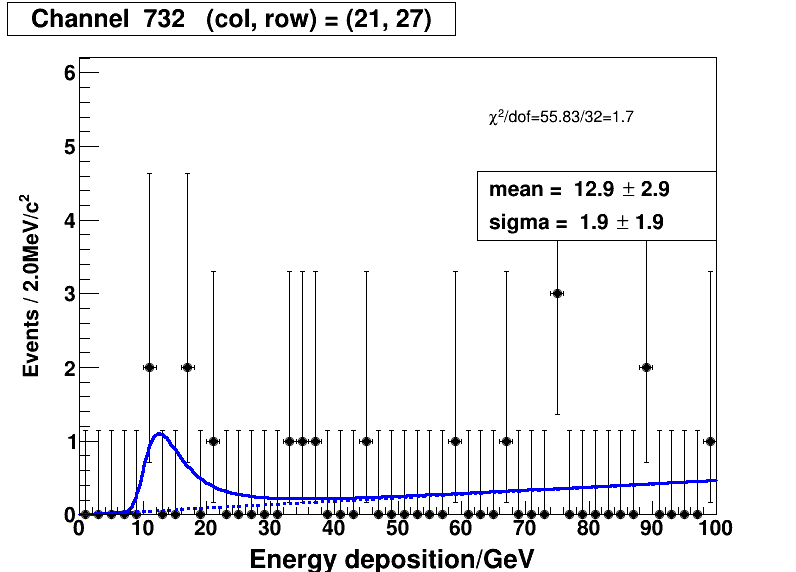 Channel 732 (col, row) = (21, 27)
χ²/dof=55.83/32=1.7
mean = 12.9 ± 2.9
sigma = 1.9 ± 1.9
Events / 2.0MeV/c²
6
5
4
3
2
1
0
0 10 20 30 40 50 60 70 80 90 100
Energy deposition/GeV